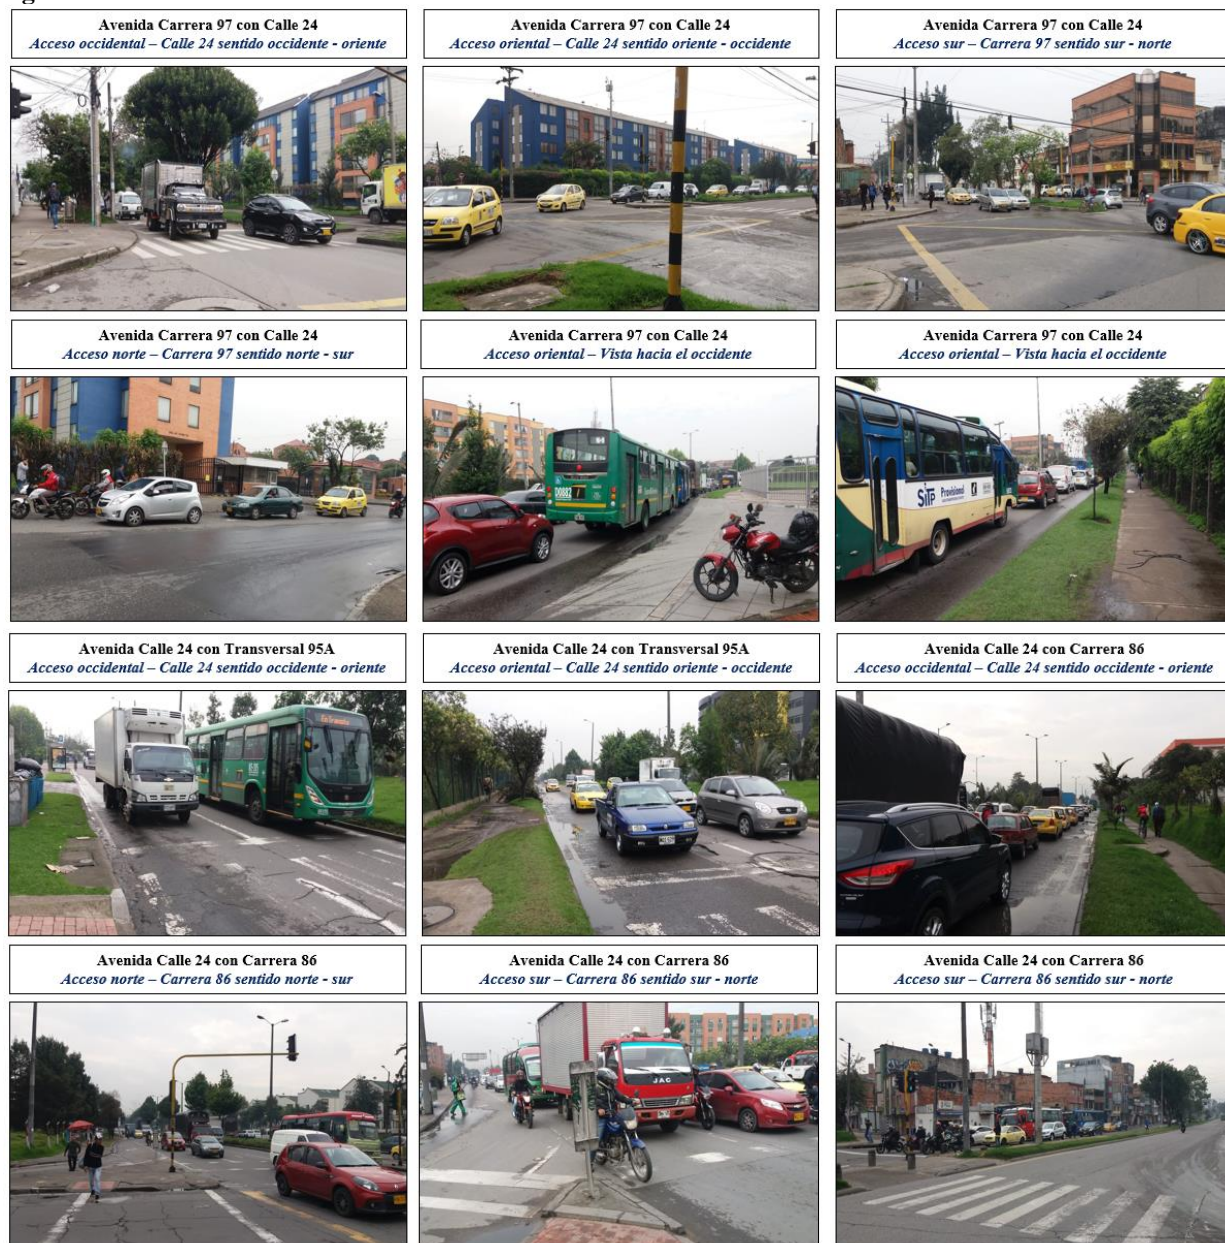 Avenida Carrera 97 con Calle 24
Acceso occidental – Calle 24 sentido occidente - oriente
Avenida Carrera 97 con Calle 24
Acceso oriental – Calle 24 sentido oriente - occidente
Avenida Carrera 97 con Calle 24
Acceso sur – Carrera 97 sentido sur - norte
Avenida Carrera 97 con Calle 24
Acceso norte – Carrera 97 sentido norte - sur
Avenida Carrera 97 con Calle 24
Acceso oriental – Vista hacia el occidente
Avenida Carrera 97 con Calle 24
Acceso oriental – Vista hacia el occidente
D0882
7
SiTP
Provisional
Avenida Calle 24 con Transversal 95A
Acceso occidental – Calle 24 sentido occidente - oriente
Avenida Calle 24 con Transversal 95A
Acceso oriental – Calle 24 sentido oriente - occidente
Avenida Calle 24 con Carrera 86
Acceso occidental – Calle 24 sentido occidente - oriente
En Tránsito
Avenida Calle 24 con Carrera 86
Acceso norte – Carrera 86 sentido norte - sur
Avenida Calle 24 con Carrera 86
Acceso sur – Carrera 86 sentido sur - norte
Avenida Calle 24 con Carrera 86
Acceso sur – Carrera 86 sentido sur - norte
JAC